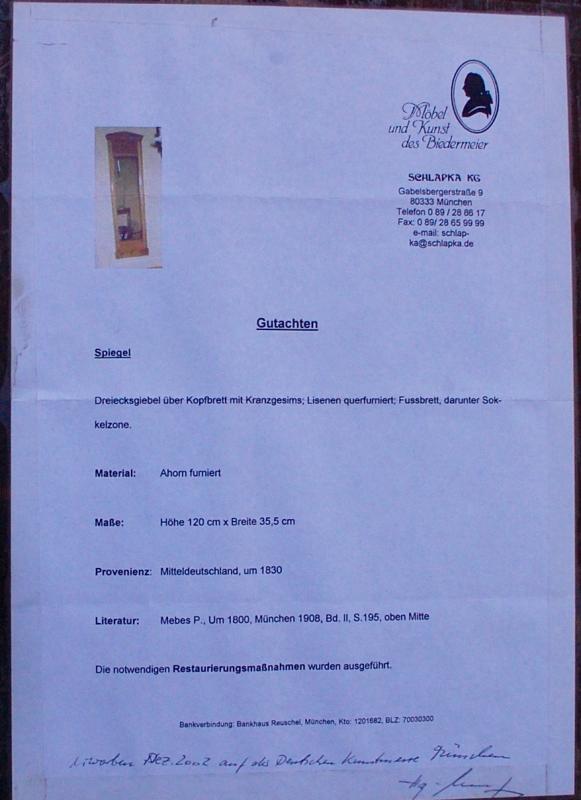 Möbel
und Kunst
des Biedermeier
SCHLAPKA KG
Gabelsbergerstraße 9
80333 München
Telefon 0 89 / 28 86 17
Fax: 0 89/ 28 65 99 99
e-mail: schlap-
ka@schlapka.de
Gutachten
Spiegel
Dreiecksgiebel über Kopfbrett mit Kranzgesims; Lisenen querfurniert; Fussbrett, darunter Sok-
kelzone.
Material: Ahorn furniert
Maße: Höhe 120 cm x Breite 35,5 cm
Provenienz: Mitteldeutschland, um 1830
Literatur: Mebes P., Um 1800, München 1908, Bd. II, S.195, oben Mitte
Die notwendigen Restaurierungsmaßnahmen wurden ausgeführt.
Bankverbindung: Bankhaus Reuschel, München, Kto: 1201682, BLZ: 70030300
Dez. 2002 auf der Deutschen Kunstmesse München